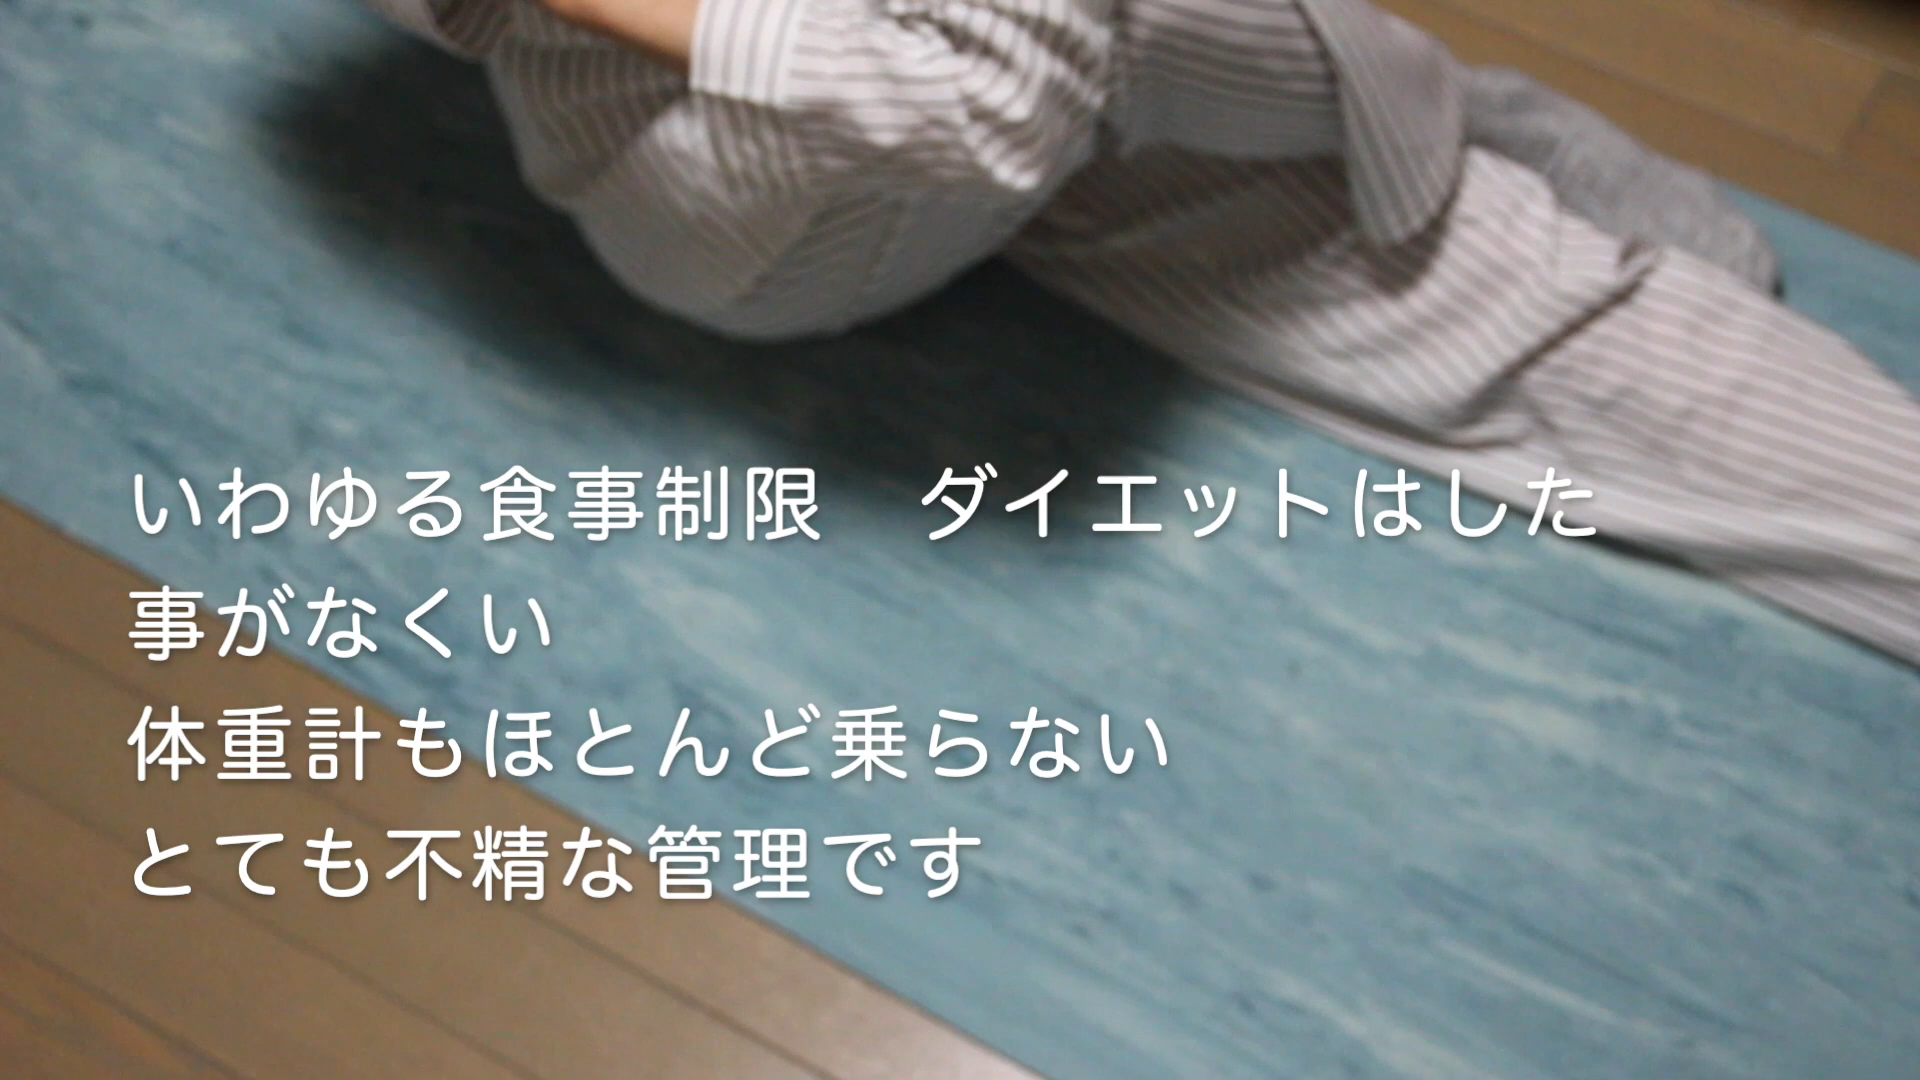 いわゆる食事制限　ダイエットはした
事がなくい
体重計もほとんど乗らない
とても不精な管理です